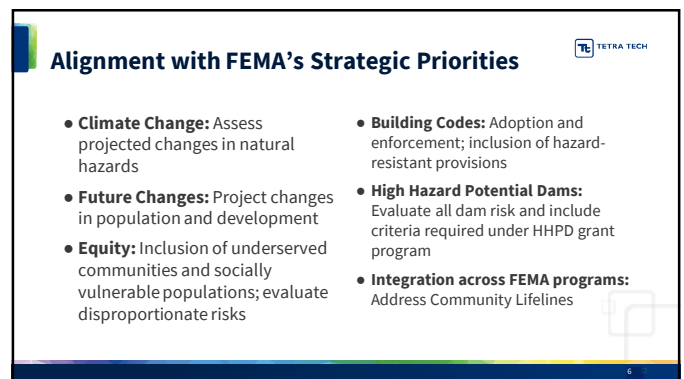 Alignment with FEMA's Strategic Priorities
Tt TETRA TECH
● Climate Change: Assess
projected changes in natural
hazards
● Future Changes: Project changes
in population and development
● Equity: Inclusion of underserved
communities and socially
vulnerable populations; evaluate
disproportionate risks
● Building Codes: Adoption and
enforcement; inclusion of hazard-
resistant provisions
● High Hazard Potential Dams:
Evaluate all dam risk and include
criteria required under HHPD grant
program
● Integration across FEMA programs:
Address Community Lifelines
6